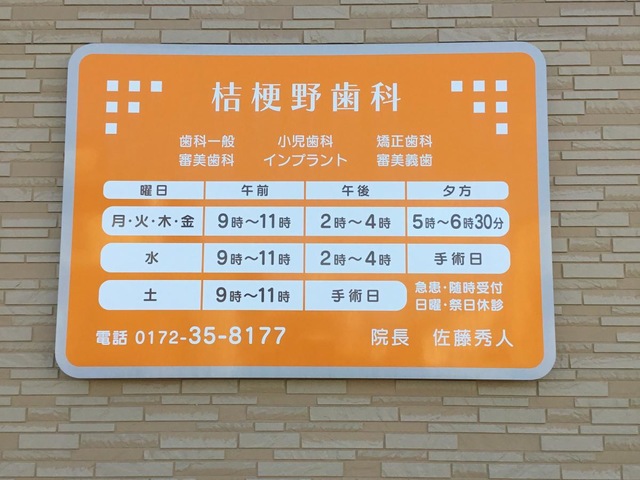 桔梗野歯科
歯科一般 小児歯科 矯正歯科
審美歯科 インプラント 審美義歯
曜日 午前 午後 夕方
月・火・木・金 9時〜11時 2時〜4時 5時〜6時30分
水 9時〜11時 2時〜4時 手術日
土 9時〜11時 手術日 急患・随時受付
日曜・祭日休診
電話 0172-35-8177 院長 佐藤秀人